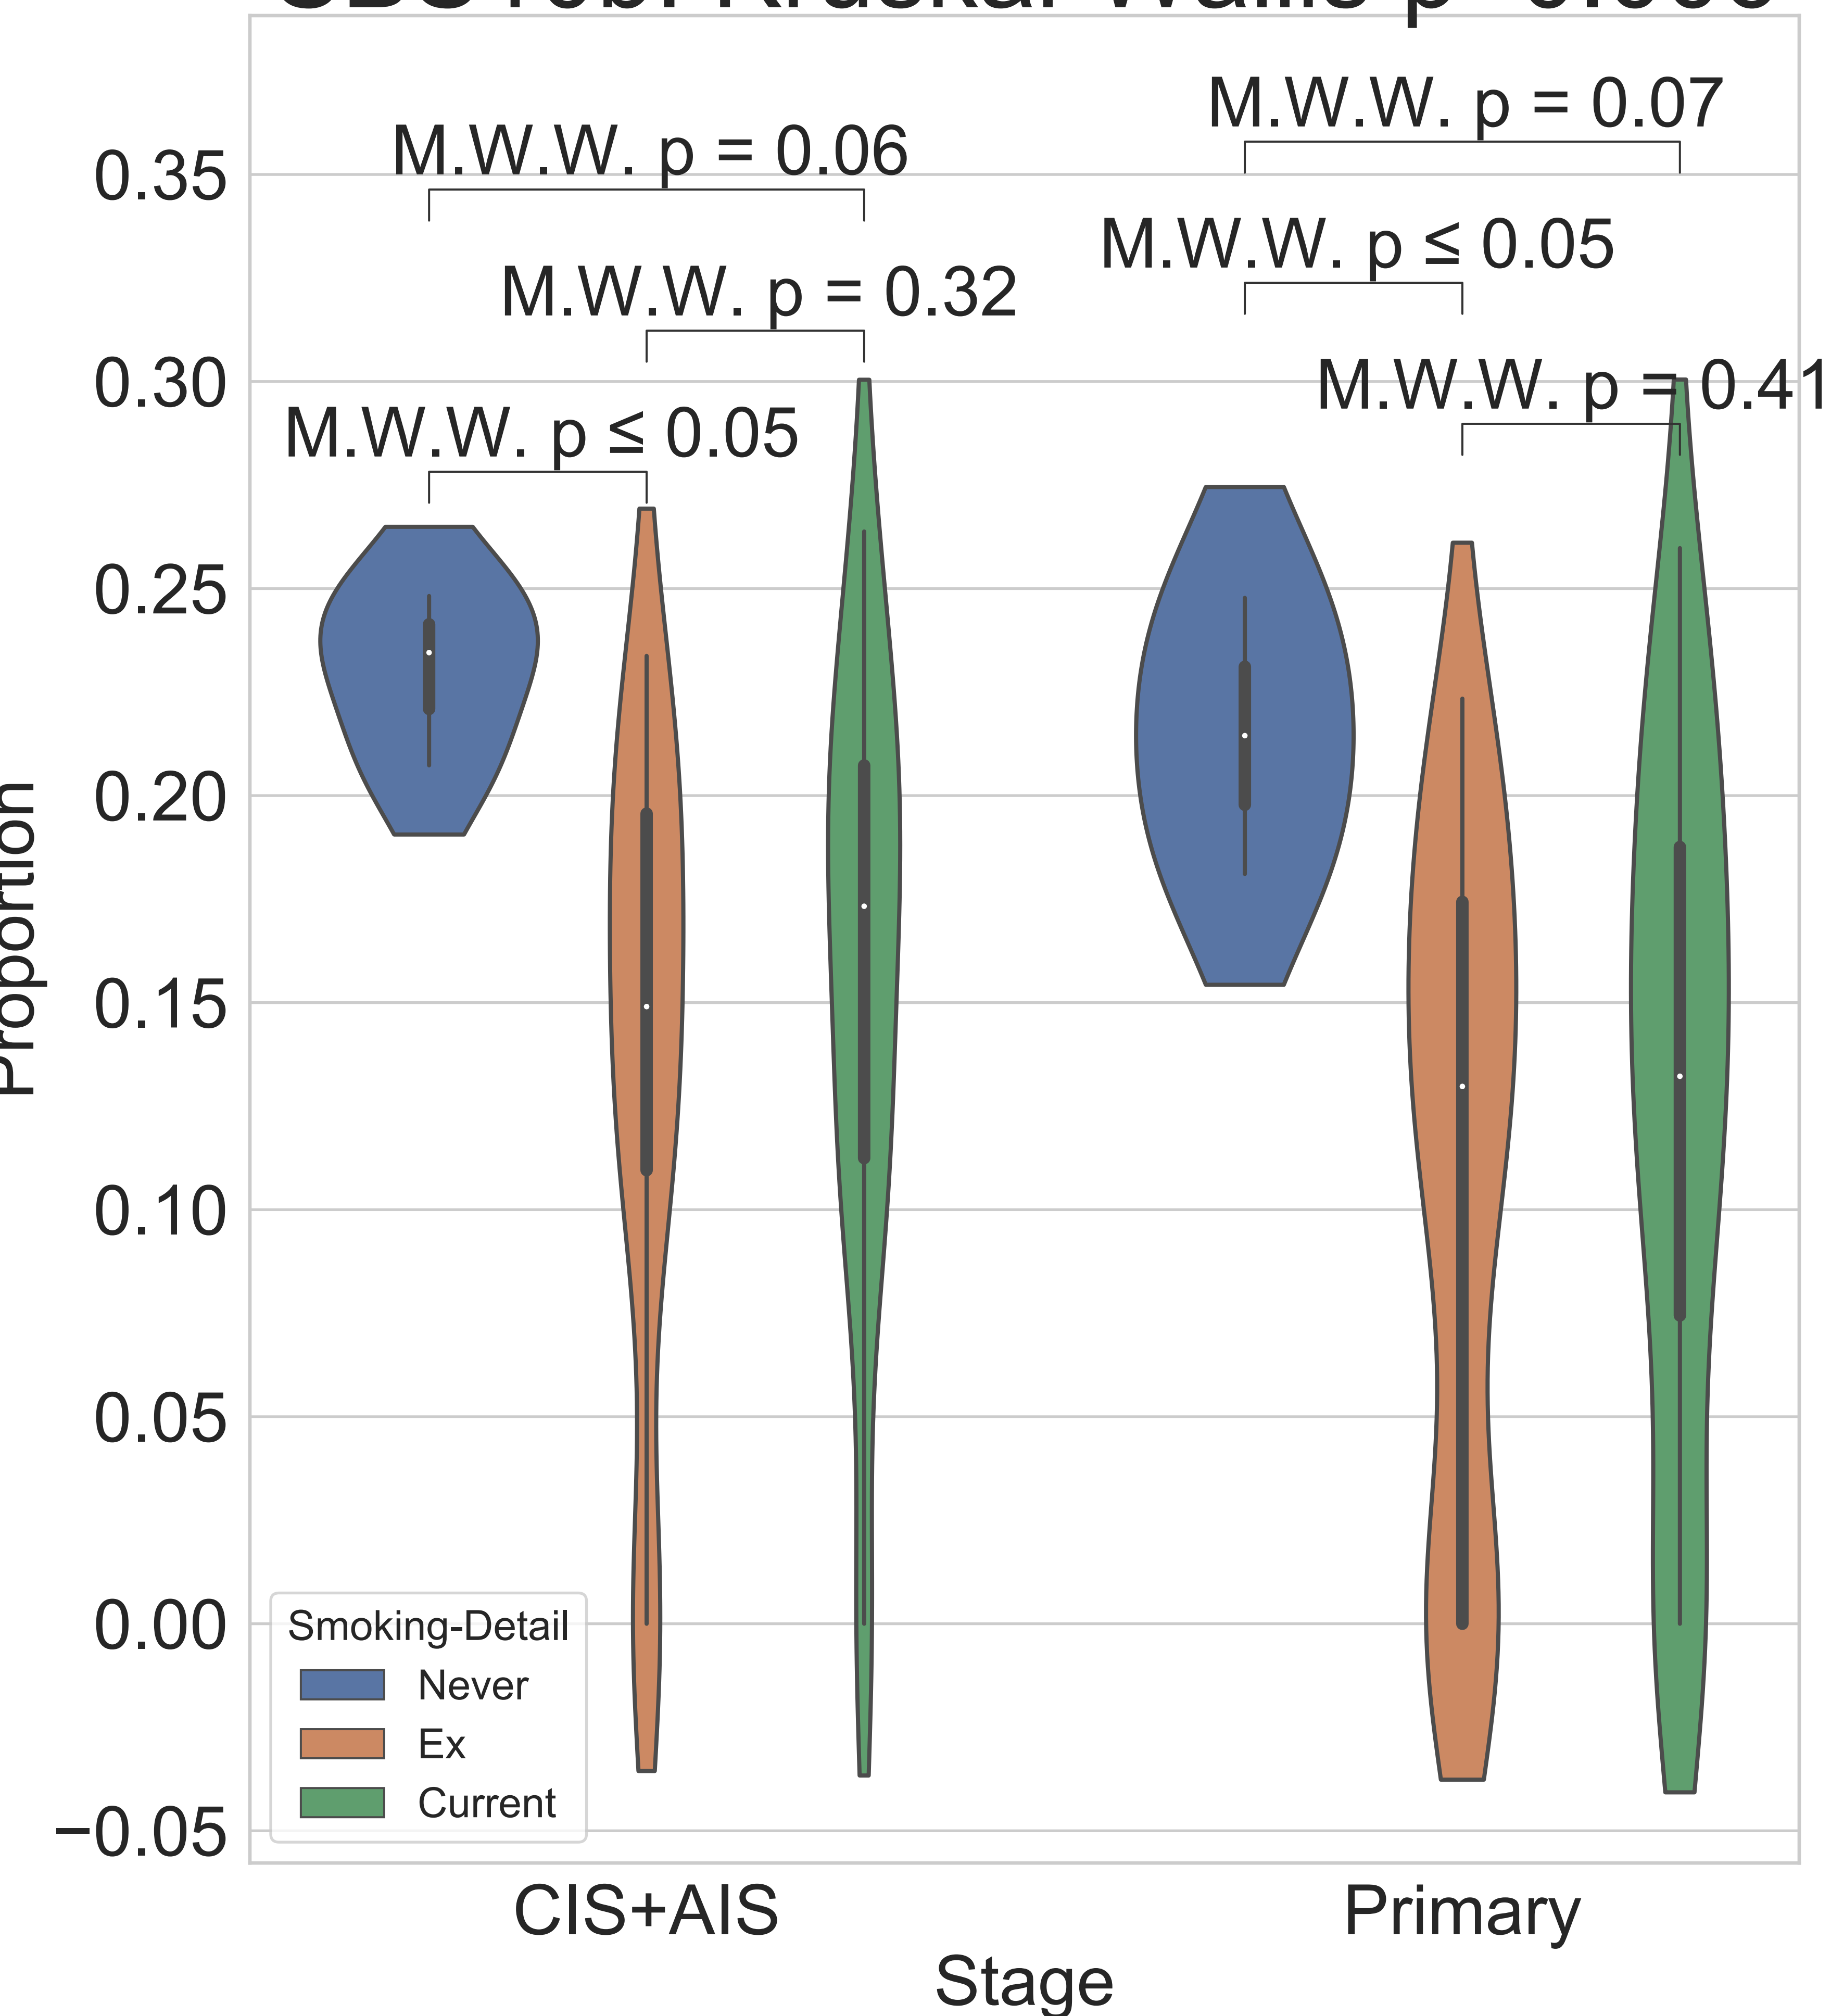 M.W.W. p = 0.07
M.W.W. p = 0.06
M.W.W. p ≤ 0.05
M.W.W. p = 0.32
M.W.W. p = 0.41
M.W.W. p ≤ 0.05
0.35
0.30
0.25
0.20
0.15
0.10
0.05
0.00
−0.05
Proportion
Smoking-Detail
Never
Ex
Current
CIS+AIS
Primary
Stage